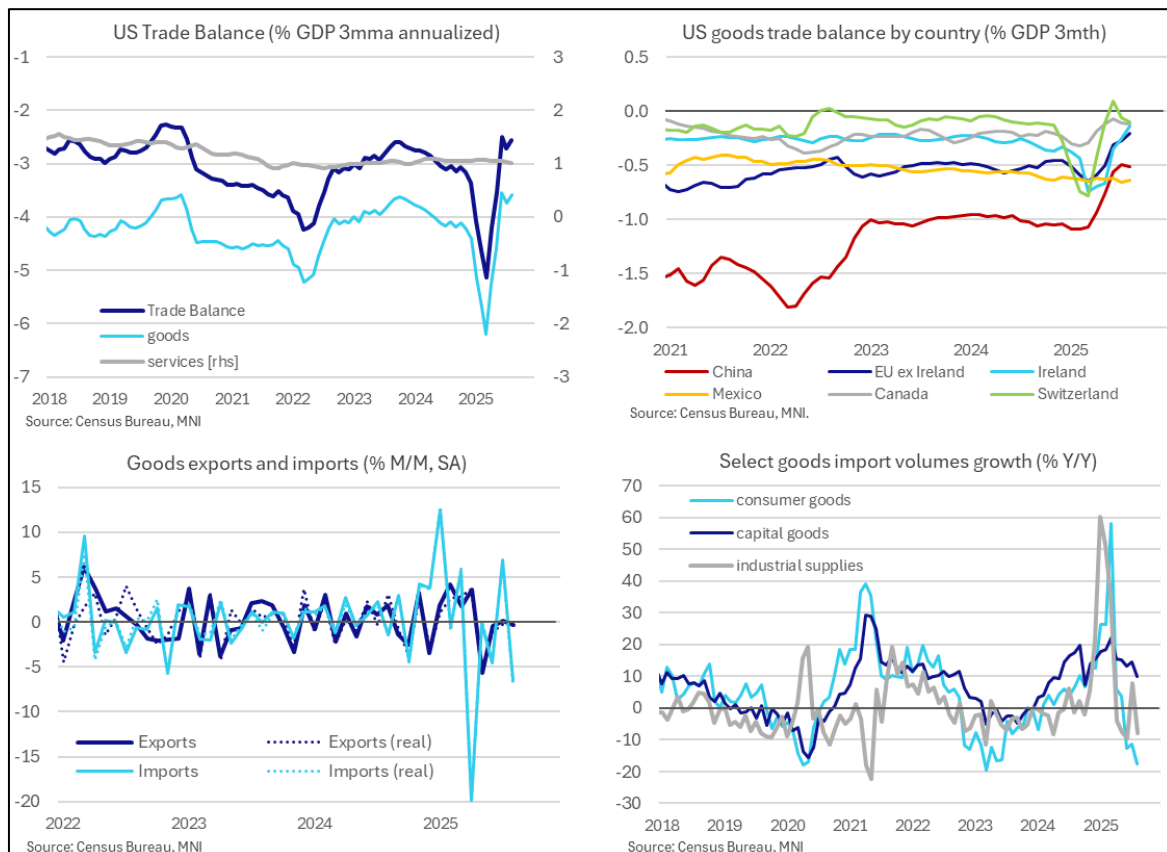 US Trade Balance (% GDP 3mma annualized)
-1
-2
-3
-4
-5
-6
-7
3
2
1
0
-1
-2
-3
Trade Balance
goods
services [rhs]
2018 2019 2020 2021 2022 2023 2024 2025
Source: Census Bureau, MNI
US goods trade balance by country (% GDP 3mth)
0.5
0.0
-0.5
-1.0
-1.5
-2.0
2021 2022 2023 2024 2025
China EU ex Ireland Ireland
Mexico Canada Switzerland
Source: Census Bureau, MNI.
Goods exports and imports (% M/M, SA)
15
10
5
0
-5
-10
-15
-20
Exports Exports (real)
Imports Imports (real)
2022 2023 2024 2025
Source: Census Bureau, MNI
Select goods import volumes growth (% Y/Y)
70
60
50
40
30
20
10
0
-10
-20
-30
consumer goods
capital goods
industrial supplies
2018 2019 2020 2021 2022 2023 2024 2025
Source: Census Bureau, MNI